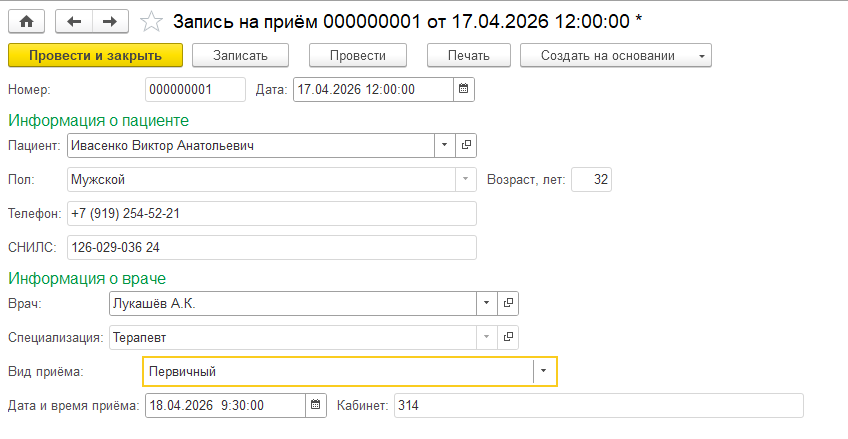 Запись на приём 000000001 от 17.04.2026 12:00:00 *
Провести и закрыть Записать Провести Печать Создать на основании
Номер: 000000001 Дата: 17.04.2026 12:00:00
Информация о пациенте
Пациент: Ивасенко Виктор Анатольевич
Пол: Мужской Возраст, лет: 32
Телефон: +7 (919) 254-52-21
СНИЛС: 126-029-036 24
Информация о враче
Врач: Лукашёв А.К.
Специализация: Терапевт
Вид приёма: Первичный
Дата и время приёма: 18.04.2026 9:30:00 Кабинет: 314